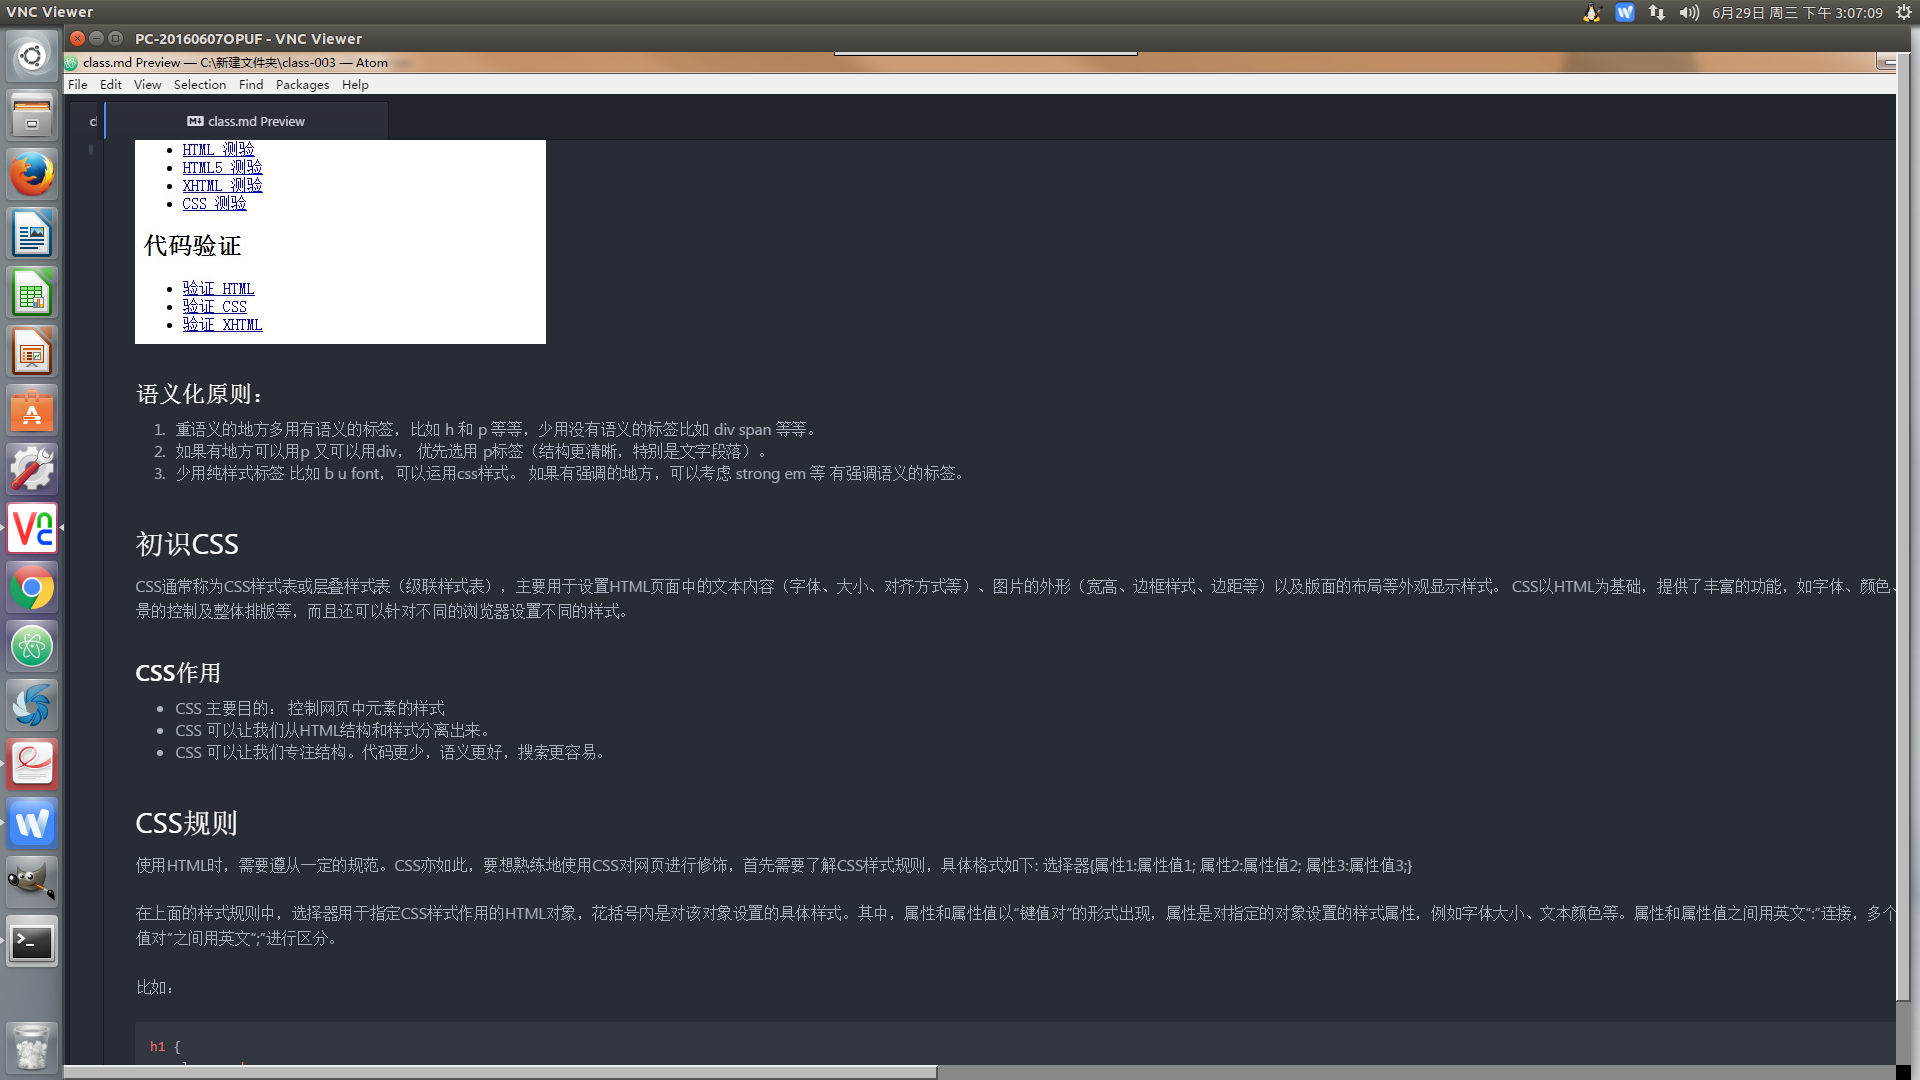 VNC Viewer
6月29日 周三 下午 3:07:09
PC-20160607OPUF - VNC Viewer
class.md Preview — C:\新建文件夹\class-003 — Atom
File Edit View Selection Find Packages Help
class.md Preview
HTML 测验
HTML5 测验
XHTML 测验
CSS 测验
代码验证
验证 HTML
验证 CSS
验证 XHTML
语义化原则：
1. 重语义的地方多用有语义的标签，比如 h 和 p 等等，少用没有语义的标签比如 div span 等等。
2. 如果有地方可以用p 又可以用div， 优先选用 p标签（结构更清晰，特别是文字段落）。
3. 少用纯样式标签 比如 b u font，可以运用css样式。 如果有强调的地方，可以考虑 strong em 等 有强调语义的标签。
初识CSS
CSS通常称为CSS样式表或层叠样式表（级联样式表），主要用于设置HTML页面中的文本内容（字体、大小、对齐方式等）、图片的外形（宽高、边框样式、边距等）以及版面的布局等外观显示样式。 CSS以HTML为基础，提供了丰富的功能，如字体、颜色、
景的控制及整体排版等，而且还可以针对不同的浏览器设置不同的样式。
CSS作用
CSS 主要目的： 控制网页中元素的样式
CSS 可以让我们从HTML结构和样式分离出来。
CSS 可以让我们专注结构。代码更少，语义更好，搜索更容易。
CSS规则
使用HTML时，需要遵从一定的规范。CSS亦如此，要想熟练地使用CSS对网页进行修饰，首先需要了解CSS样式规则，具体格式如下: 选择器{属性1:属性值1; 属性2:属性值2; 属性3:属性值3;}
在上面的样式规则中，选择器用于指定CSS样式作用的HTML对象，花括号内是对该对象设置的具体样式。其中，属性和属性值以“键值对”的形式出现，属性是对指定的对象设置的样式属性，例如字体大小、文本颜色等。属性和属性值之间用英文“:”连接，多个
值对”之间用英文“;”进行区分。
比如：
h1 {